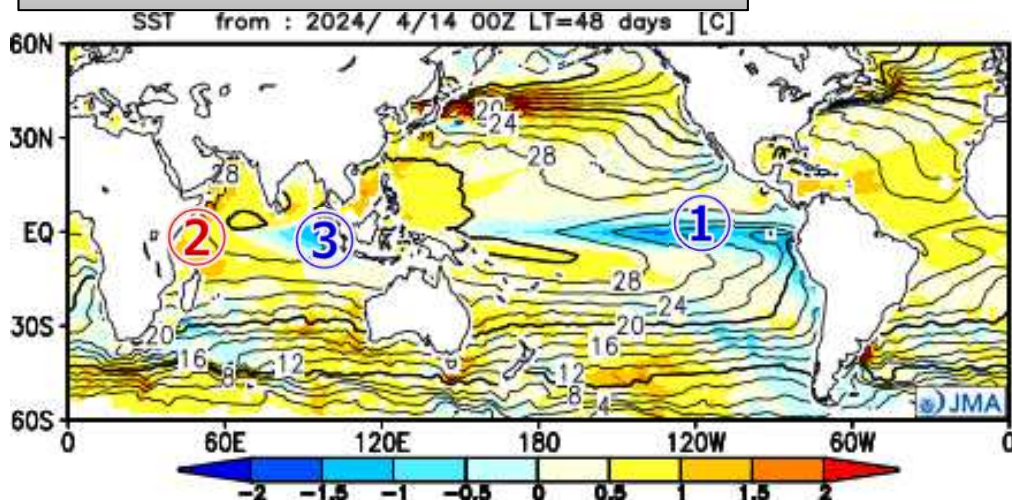 SST from : 2024/ 4/14 00Z LT=48 days [C]
60N
30N
EQ
30S
60S
20
24
28
28
28
24
20
16
12
8
4
20
16
12
8
① ② ③
JMA
0 60E 120E 180 120W 60W 0
-2 -1.5 -1 -0.5 0 0.5 1 1.5 2